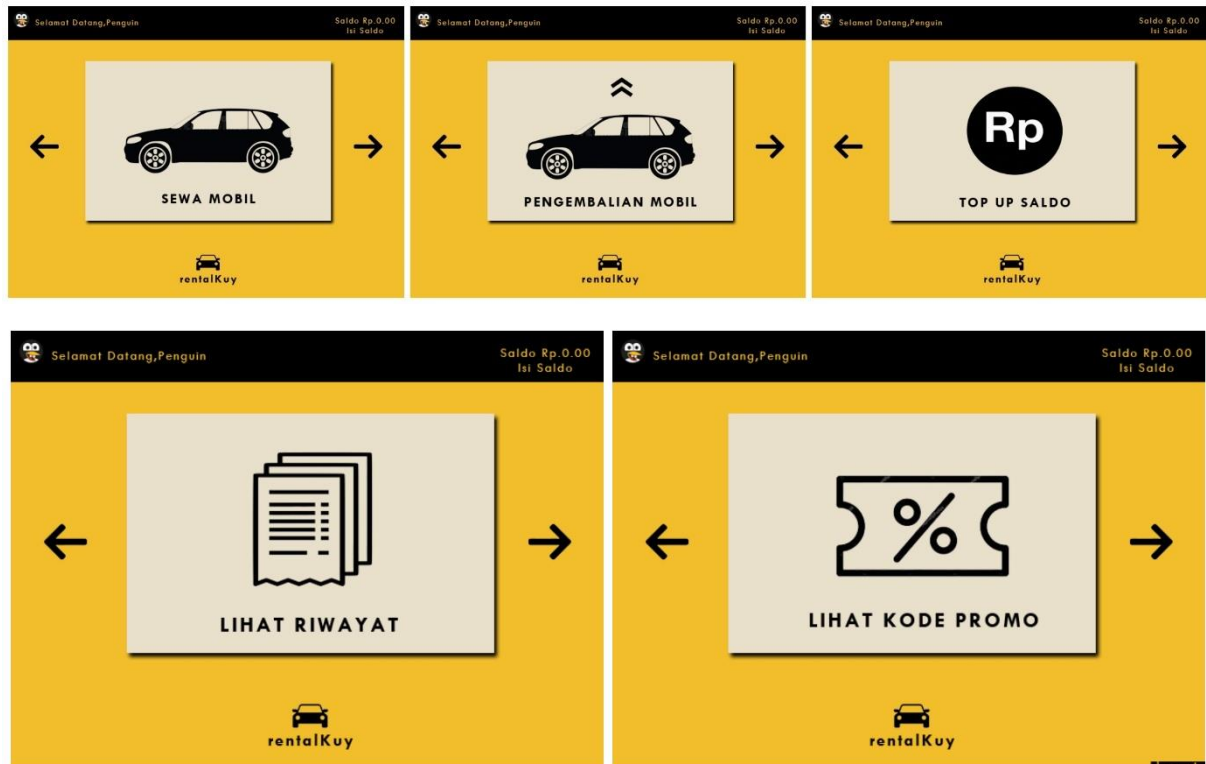 Selamat Datang,Penguin
Saldo Rp.0.00
Isi Saldo
SEWA MOBIL
rentalKuy
Selamat Datang,Penguin
Saldo Rp.0.00
Isi Saldo
PENGEMBALIAN MOBIL
rentalKuy
Selamat Datang,Penguin
Saldo Rp.0.00
Isi Saldo
Rp
TOP UP SALDO
rentalKuy
Selamat Datang,Penguin
Saldo Rp.0.00
Isi Saldo
LIHAT RIWAYAT
rentalKuy
Selamat Datang,Penguin
Saldo Rp.0.00
Isi Saldo
%
LIHAT KODE PROMO
rentalKuy